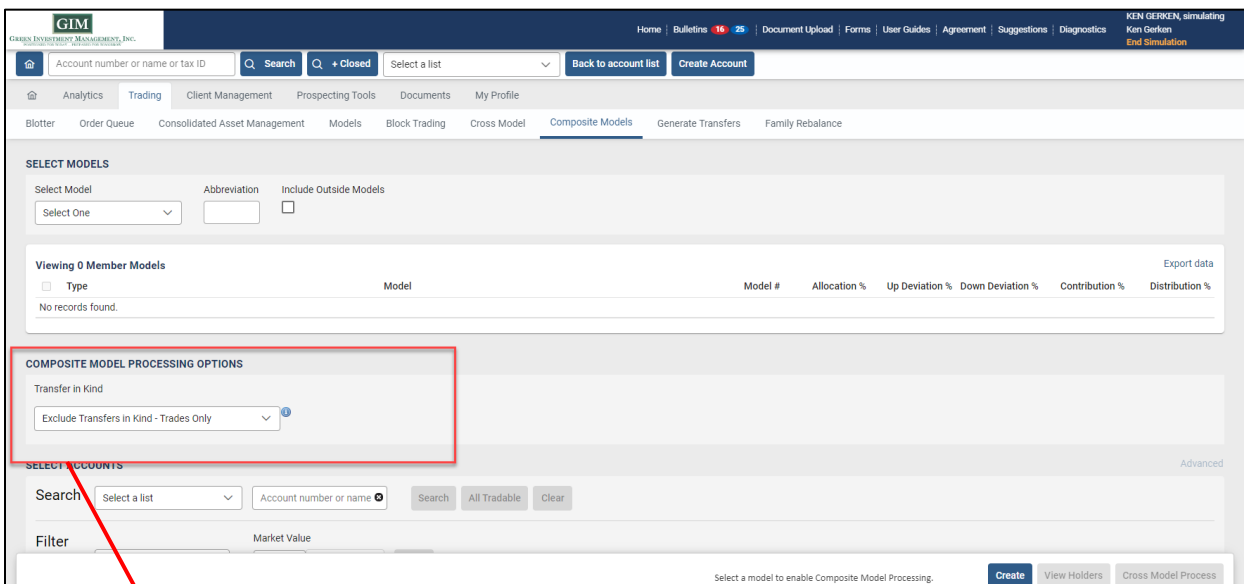 GIM
GREEN INVESTMENT MANAGEMENT, INC.
Home | Bulletins 16 25 | Document Upload | Forms | User Guides | Agreement | Suggestions | Diagnostics
KEN GERKEN, simulating
Ken Gerken
End Simulation
Account number or name or tax ID Search + Closed Select a list Back to account list Create Account
Analytics Trading Client Management Prospecting Tools Documents My Profile
Blotter Order Queue Consolidated Asset Management Models Block Trading Cross Model Composite Models Generate Transfers Family Rebalance
SELECT MODELS
Select Model Abbreviation Include Outside Models
Select One
Viewing 0 Member Models Export data
Type Model Model # Allocation % Up Deviation % Down Deviation % Contribution % Distribution %
No records found.
COMPOSITE MODEL PROCESSING OPTIONS
Transfer in Kind
Exclude Transfers in Kind - Trades Only
SELECT ACCOUNTS Advanced
Search Select a list Account number or name Search All Tradable Clear
Filter Market Value
Select a model to enable Composite Model Processing. Create View Holders Cross Model Process